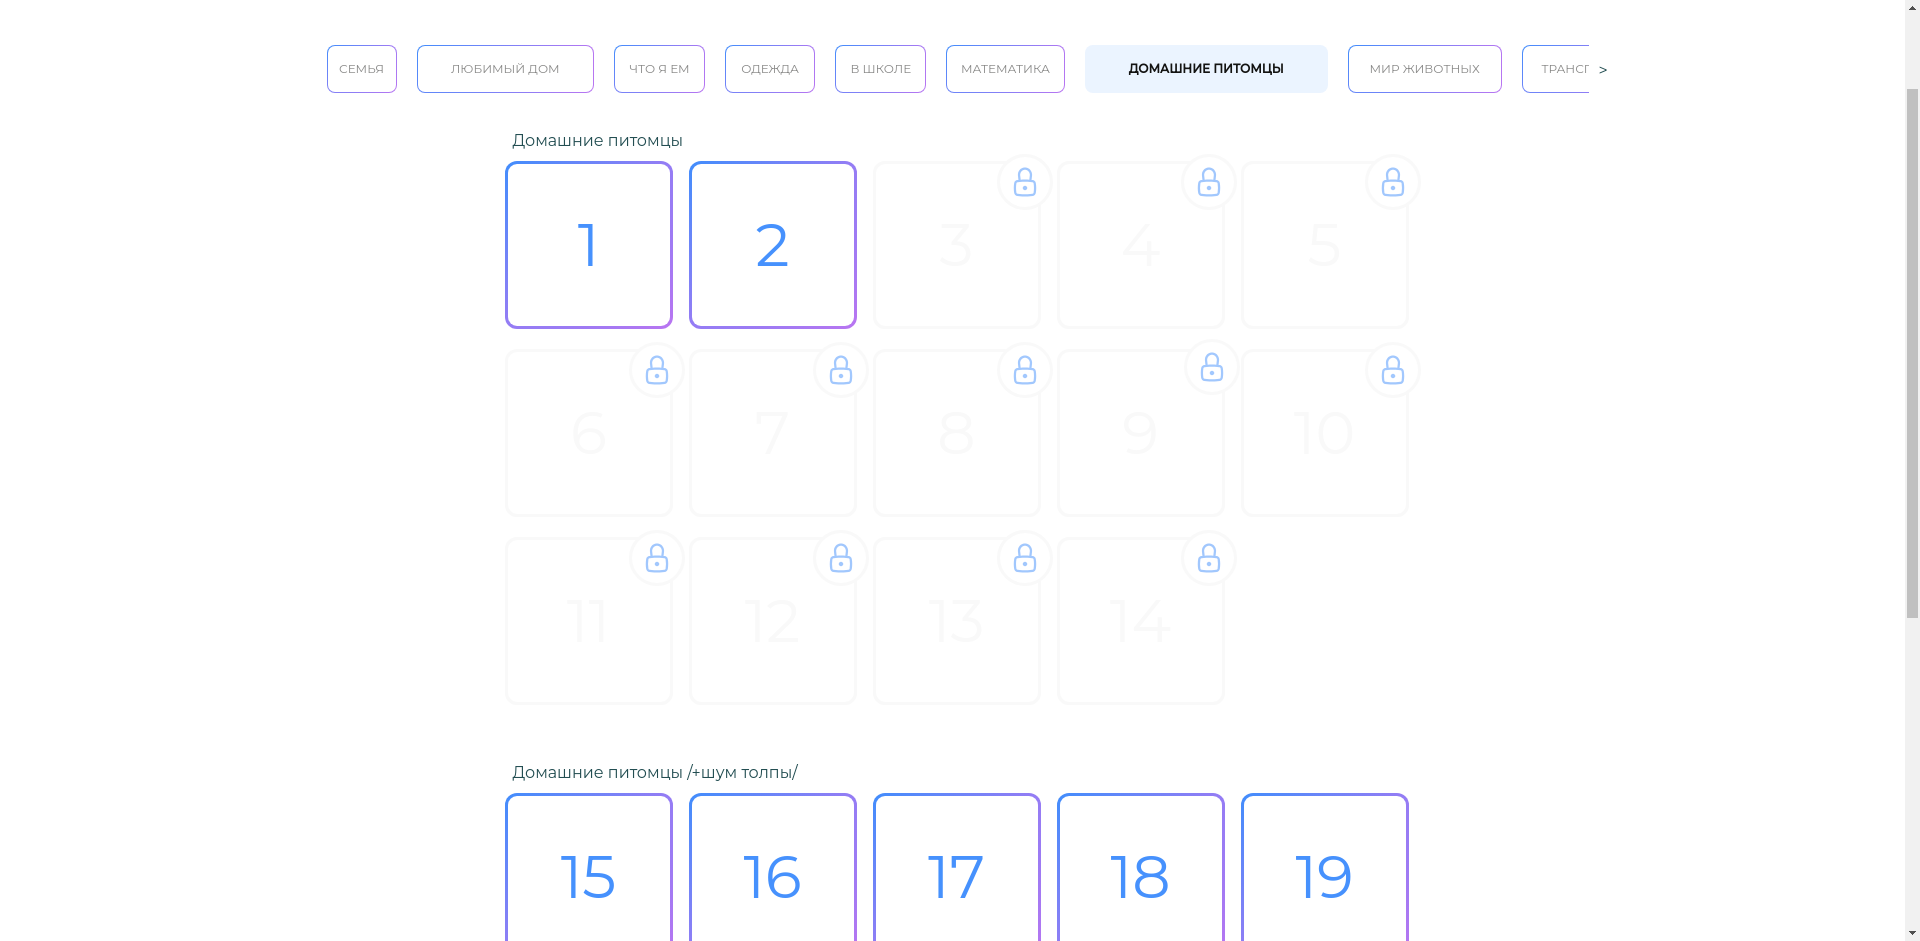 СЕМЬЯ ЛЮБИМЫЙ ДОМ ЧТО Я ЕМ ОДЕЖДА В ШКОЛЕ МАТЕМАТИКА ДОМАШНИЕ ПИТОМЦЫ МИР ЖИВОТНЫХ ТРАНСП >
Домашние питомцы
1 2 3 4 5
6 7 8 9 10
11 12 13 14
Домашние питомцы /+шум толпы/
15 16 17 18 19